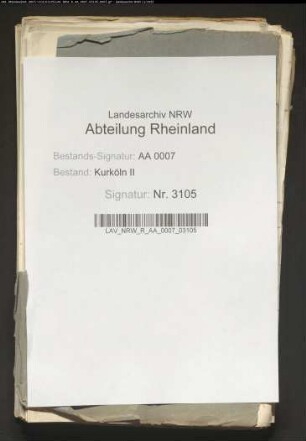 Landesarchiv NRW
Abteilung Rheinland
Bestands-Signatur: AA 0007
Bestand: Kurköln II
Signatur: Nr. 3105
LAV_NRW_R_AA_0007_03105